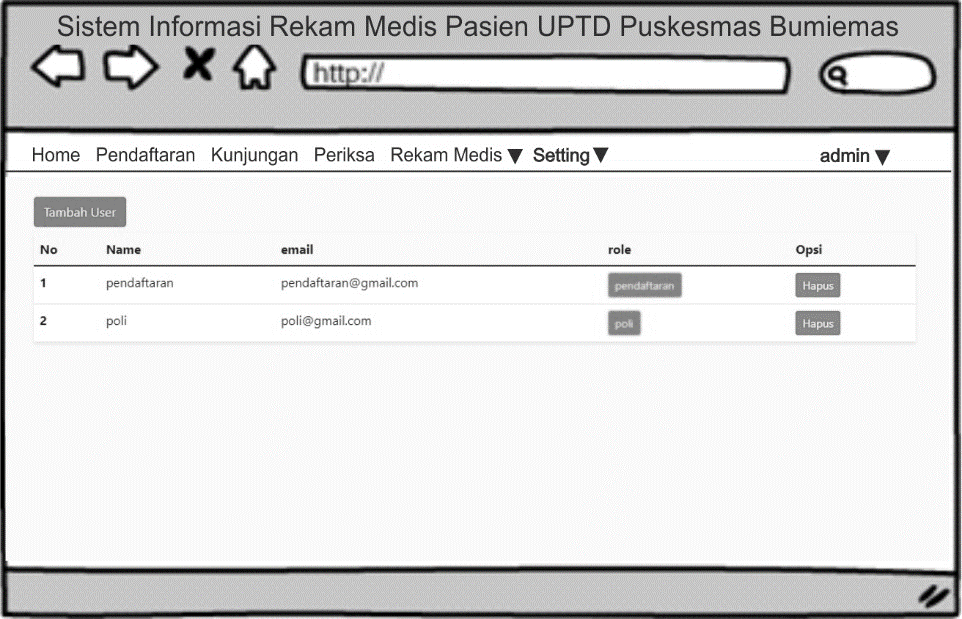 Sistem Informasi Rekam Medis Pasien UPTD Puskesmas Bumiemas
http://
Home Pendaftaran Kunjungan Periksa Rekam Medis ▼ Setting ▼ admin ▼
Tambah User
No Name email role Opsi
1 pendaftaran pendaftaran@gmail.com pendaftaran Hapus
2 poli poli@gmail.com poli Hapus